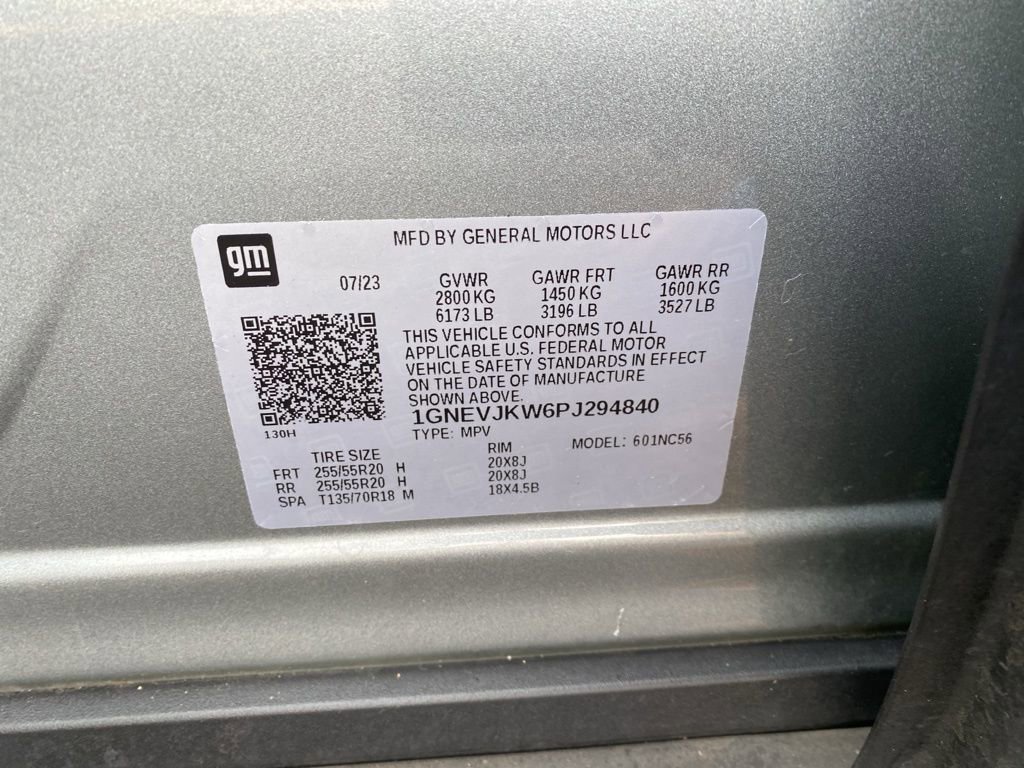 gm
MFD BY GENERAL MOTORS LLC
07/23 GVWR GAWR FRT GAWR RR
2800 KG 1450 KG 1600 KG
6173 LB 3196 LB 3527 LB
THIS VEHICLE CONFORMS TO ALL
APPLICABLE U.S. FEDERAL MOTOR
VEHICLE SAFETY STANDARDS IN EFFECT
ON THE DATE OF MANUFACTURE
SHOWN ABOVE.
1GNEVJKW6PJ294840
130H
TYPE: MPV MODEL: 601NC56
TIRE SIZE RIM
FRT 255/55R20 H 20X8J
RR 255/55R20 H 20X8J
SPA T135/70R18 M 18X4.5B